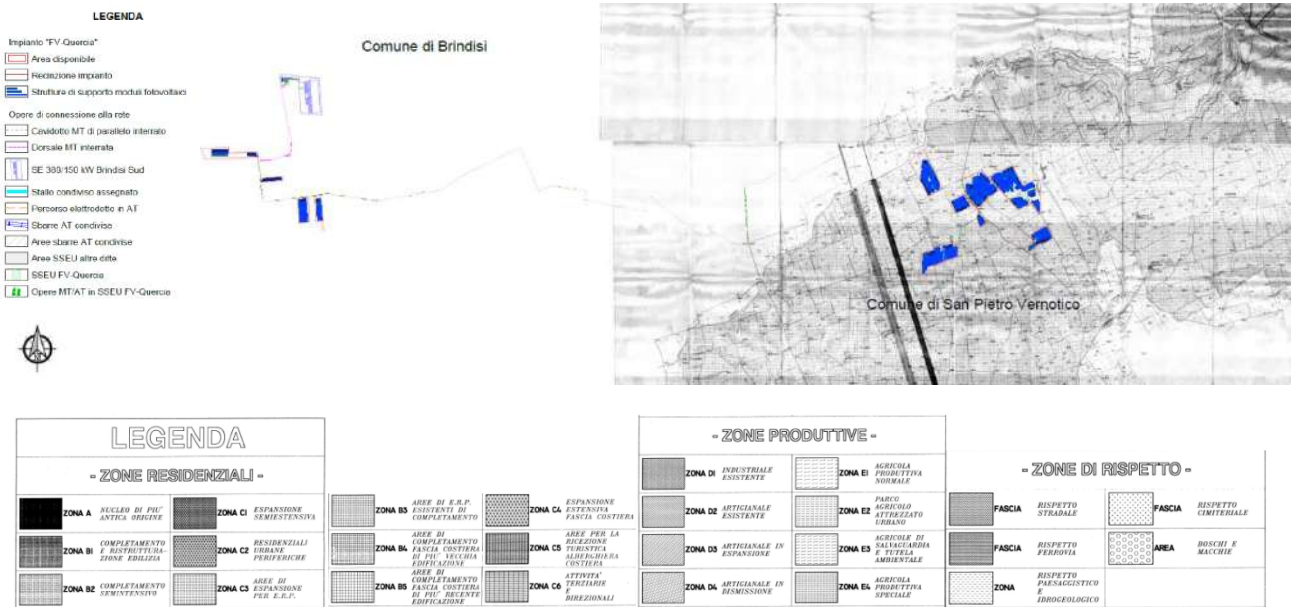 LEGENDA
Impianto "FV-Quercia"
Area disponibile
Recinzione impianto
Strutture di supporto moduli fotovoltaici
Opere di connessione alla rete
Cavidotto MT di parallelo interrato
Dorsale MT interrata
SE 380/150 kW Brindisi Sud
Stallo condiviso assegnato
Percorso elettrodotto in AT
Sbarre AT condivise
Aree sbarre AT condivise
Aree SSEU altre ditte
SSEU FV-Quercia
Opere MT/AT in SSEU FV-Quercia
Comune di Brindisi
Comune di San Pietro Vernotico
LEGENDA
- ZONE RESIDENZIALI -
ZONA A
NUCLEO DI PIU'
ANTICA ORIGINE
ZONA B1
COMPLETAMENTO
E RISTRUTTURA-
ZIONE EDILIZIA
ZONA B2
COMPLETAMENTO
SEMINTENSIVO
ZONA C1
ESPANSIONE
SEMIESTENSIVA
ZONA C2
RESIDENZIALI
URBANE
PERIFERICHE
ZONA C3
AREE DI
ESPANSIONE
PER E.R.P.
ZONA B3
AREE DI E.R.P.
ESISTENTI DI
COMPLETAMENTO
ZONA B4
AREE DI
COMPLETAMENTO
FASCIA COSTIERA
DI PIU' VECCHIA
EDIFICAZIONE
ZONA B5
AREE DI
COMPLETAMENTO
FASCIA COSTIERA
DI PIU' RECENTE
EDIFICAZIONE
ZONA C4
ESPANSIONE
ESTENSIVA
FASCIA COSTIERA
ZONA C5
AREE PER LA
RICEZIONE
TURISTICA
ALBERGHIERA
COSTIERA
ZONA C6
ATTIVITA'
TERZIARIE
E
DIREZIONALI
- ZONE PRODUTTIVE -
ZONA D1
INDUSTRIALE
ESISTENTE
ZONA D2
ARTIGIANALE
ESISTENTE
ZONA D3
ARTIGIANALE IN
ESPANSIONE
ZONA D4
ARTIGIANALE IN
DISMISSIONE
ZONA E1
AGRICOLA
PRODUTTIVA
NORMALE
ZONA E2
PARCO
AGRICOLO
ATTREZZATO
URBANO
ZONA E3
AGRICOLE DI
SALVAGUARDIA
E TUTELA
AMBIENTALE
ZONA E4
AGRICOLA
PRODUTTIVA
SPECIALE
- ZONE DI RISPETTO -
FASCIA
RISPETTO
STRADALE
FASCIA
RISPETTO
FERROVIA
ZONA
RISPETTO
PAESAGGISTICO
E
IDROGEOLOGICO
FASCIA
RISPETTO
CIMITERIALE
AREA
BOSCHI E
MACCHIE